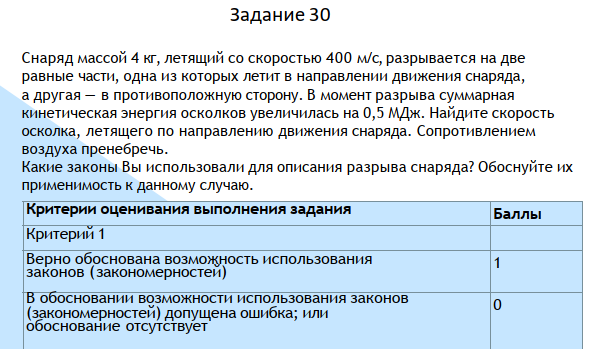 Задание 30
Снаряд массой 4 кг, летящий со скоростью 400 м/с, разрывается на две
равные части, одна из которых летит в направлении движения снаряда,
а другая — в противоположную сторону. В момент разрыва суммарная
кинетическая энергия осколков увеличилась на 0,5 МДж. Найдите скорость
осколка, летящего по направлению движения снаряда. Сопротивлением
воздуха пренебречь.
Какие законы Вы использовали для описания разрыва снаряда? Обоснуйте их
применимость к данному случаю.
Критерии оценивания выполнения задания
Баллы
Критерий 1
Верно обоснована возможность использования
законов (закономерностей)
1
В обосновании возможности использования законов
(закономерностей) допущена ошибка; или
обоснование отсутствует
0